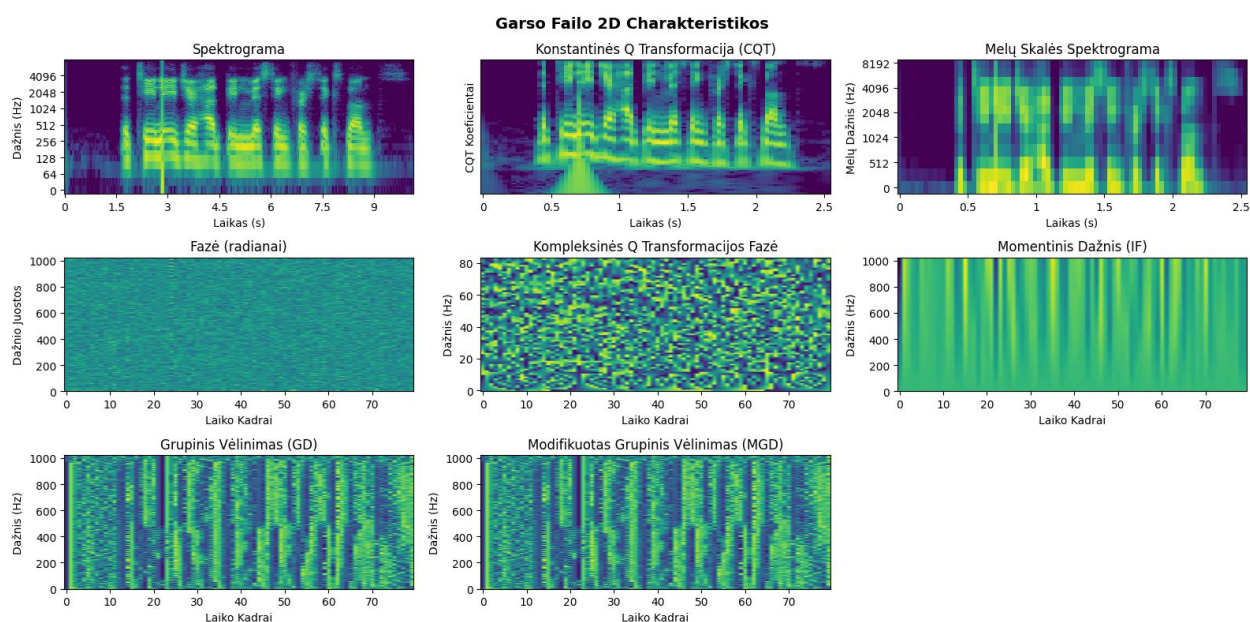 Garso Failo 2D Charakteristikos
Spektrograma
Dažnis (Hz)
4096
2048
1024
512
256
128
64
0
0 1.5 3 4.5 6 7.5 9
Laikas (s)
Konstantinės Q Transformacija (CQT)
CQT Koeficientai
0 0.5 1 1.5 2 2.5
Laikas (s)
Melų Skalės Spektrograma
Melų Dažnis (Hz)
8192
4096
2048
1024
512
0
0 0.5 1 1.5 2 2.5
Laikas (s)
Fazė (radianai)
Dažnio Juostos
1000
800
600
400
200
0
0 10 20 30 40 50 60 70
Laiko Kadrai
Kompleksinės Q Transformacijos Fazė
Dažnis (Hz)
80
60
40
20
0
0 10 20 30 40 50 60 70
Laiko Kadrai
Momentinis Dažnis (IF)
Dažnis (Hz)
1000
800
600
400
200
0
0 10 20 30 40 50 60 70
Laiko Kadrai
Grupinis Vėlinimas (GD)
Dažnis (Hz)
1000
800
600
400
200
0
0 10 20 30 40 50 60 70
Laiko Kadrai
Modifikuotas Grupinis Vėlinimas (MGD)
Dažnis (Hz)
1000
800
600
400
200
0
0 10 20 30 40 50 60 70
Laiko Kadrai